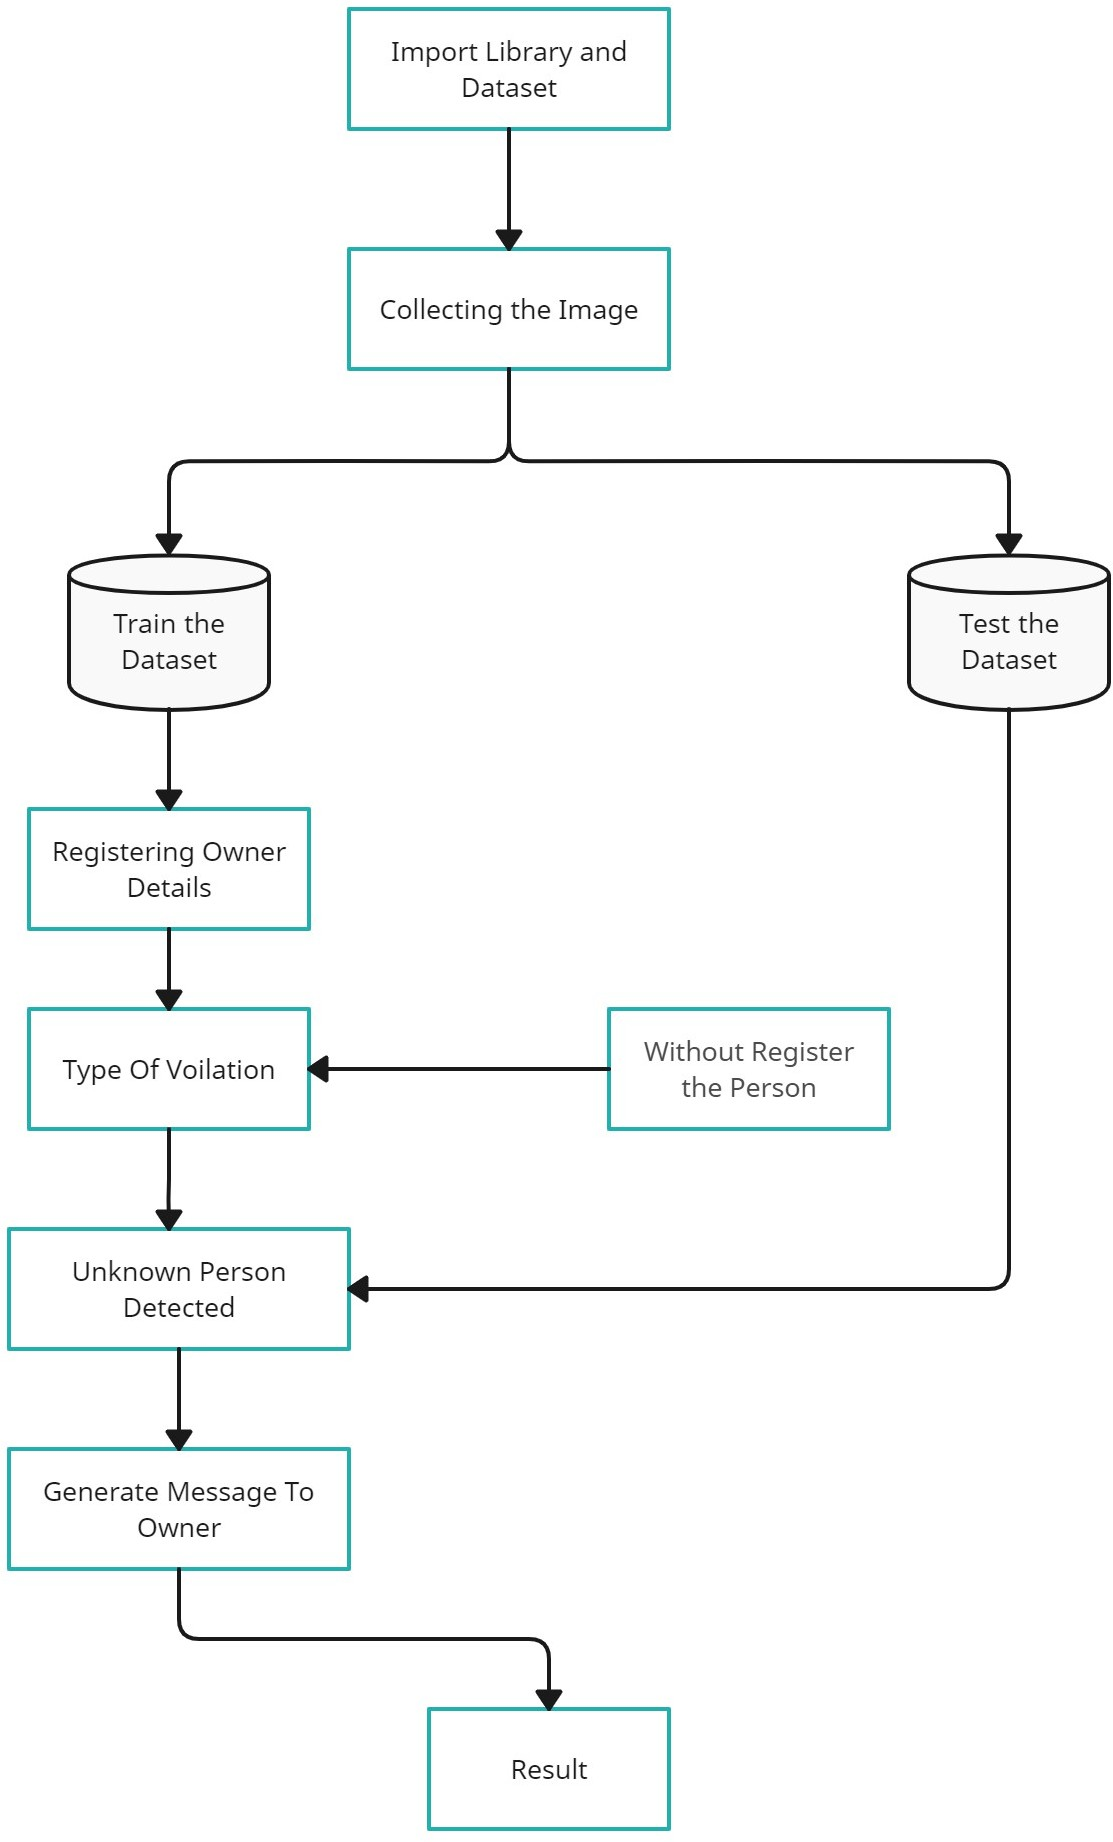 Import Library and
Dataset
Collecting the Image
Train the
Dataset
Test the
Dataset
Registering Owner
Details
Type Of Voilation
Without Register
the Person
Unknown Person
Detected
Generate Message To
Owner
Result